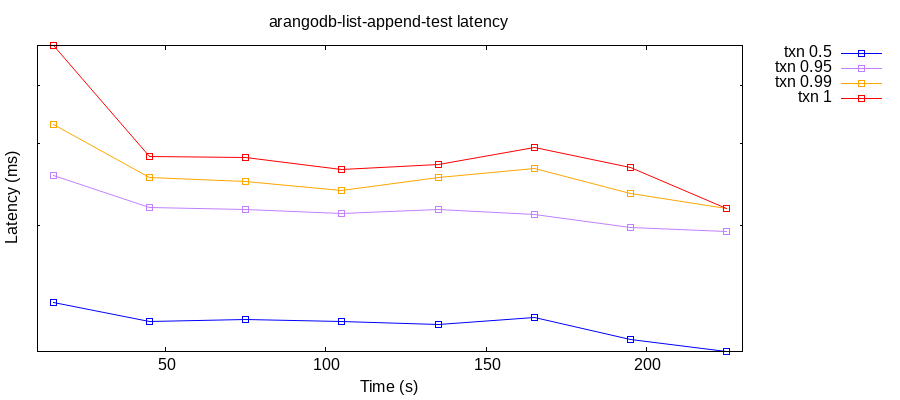 arangodb-list-append-test latency
txn 0.5
txn 0.95
txn 0.99
txn 1
Latency (ms)
50 100 150 200
Time (s)